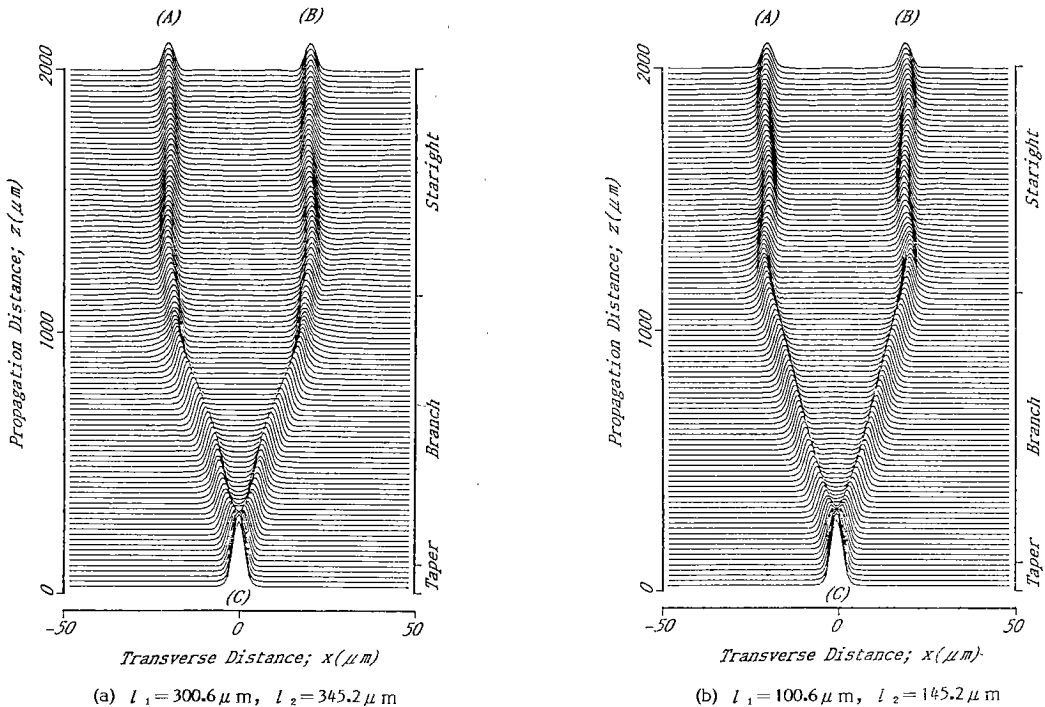 (A) (B)
2000
1000
0
Propagation Distance; z(μm)
Staright
Branch
Taper
(C)
-50 0 50
Transverse Distance; x(μm)
(a) l₁=300.6μm, l₂=345.2μm
(A) (B)
2000
1000
0
Propagation Distance; z(μm)
Staright
Branch
Taper
(C)
-50 0 50
Transverse Distance; x(μm)
(b) l₁=100.6μm, l₂=145.2μm